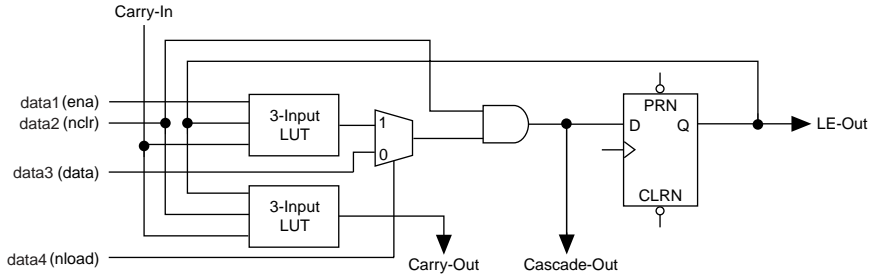 Carry-In
data1 (ena)
data2 (nclr)
data3 (data)
data4 (nload)
3-Input
LUT
1
0
3-Input
LUT
Carry-Out
Cascade-Out
PRN
D
Q
CLRN
LE-Out